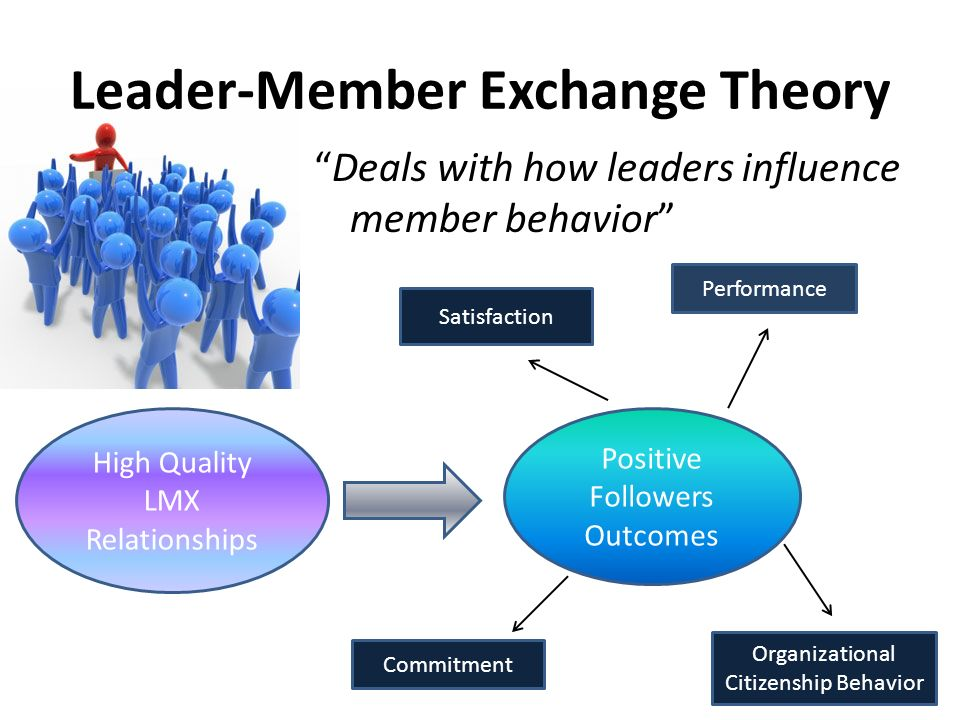 Leader-Member Exchange Theory
“Deals with how leaders influence
member behavior”
Performance
Satisfaction
High Quality
LMX
Relationships
Positive
Followers
Outcomes
Commitment
Organizational
Citizenship Behavior